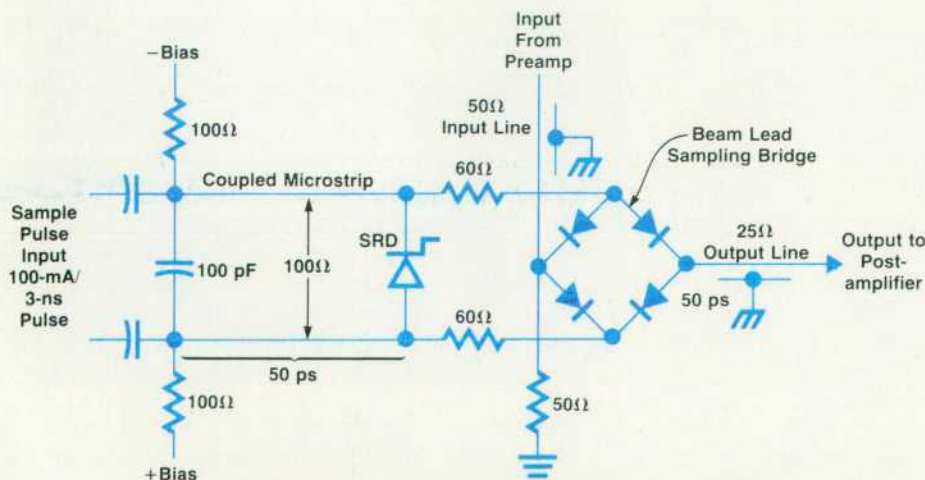 Input
From
Preamp
−Bias
50Ω
Input Line
100Ω
Beam Lead
Sampling Bridge
Coupled Microstrip
60Ω
Sample
Pulse
Input
100-mA/
3-ns
Pulse
100 pF
100Ω
SRD
25Ω
Output Line
Output to
Post-
amplifier
50 ps
60Ω
50 ps
100Ω
50Ω
+Bias